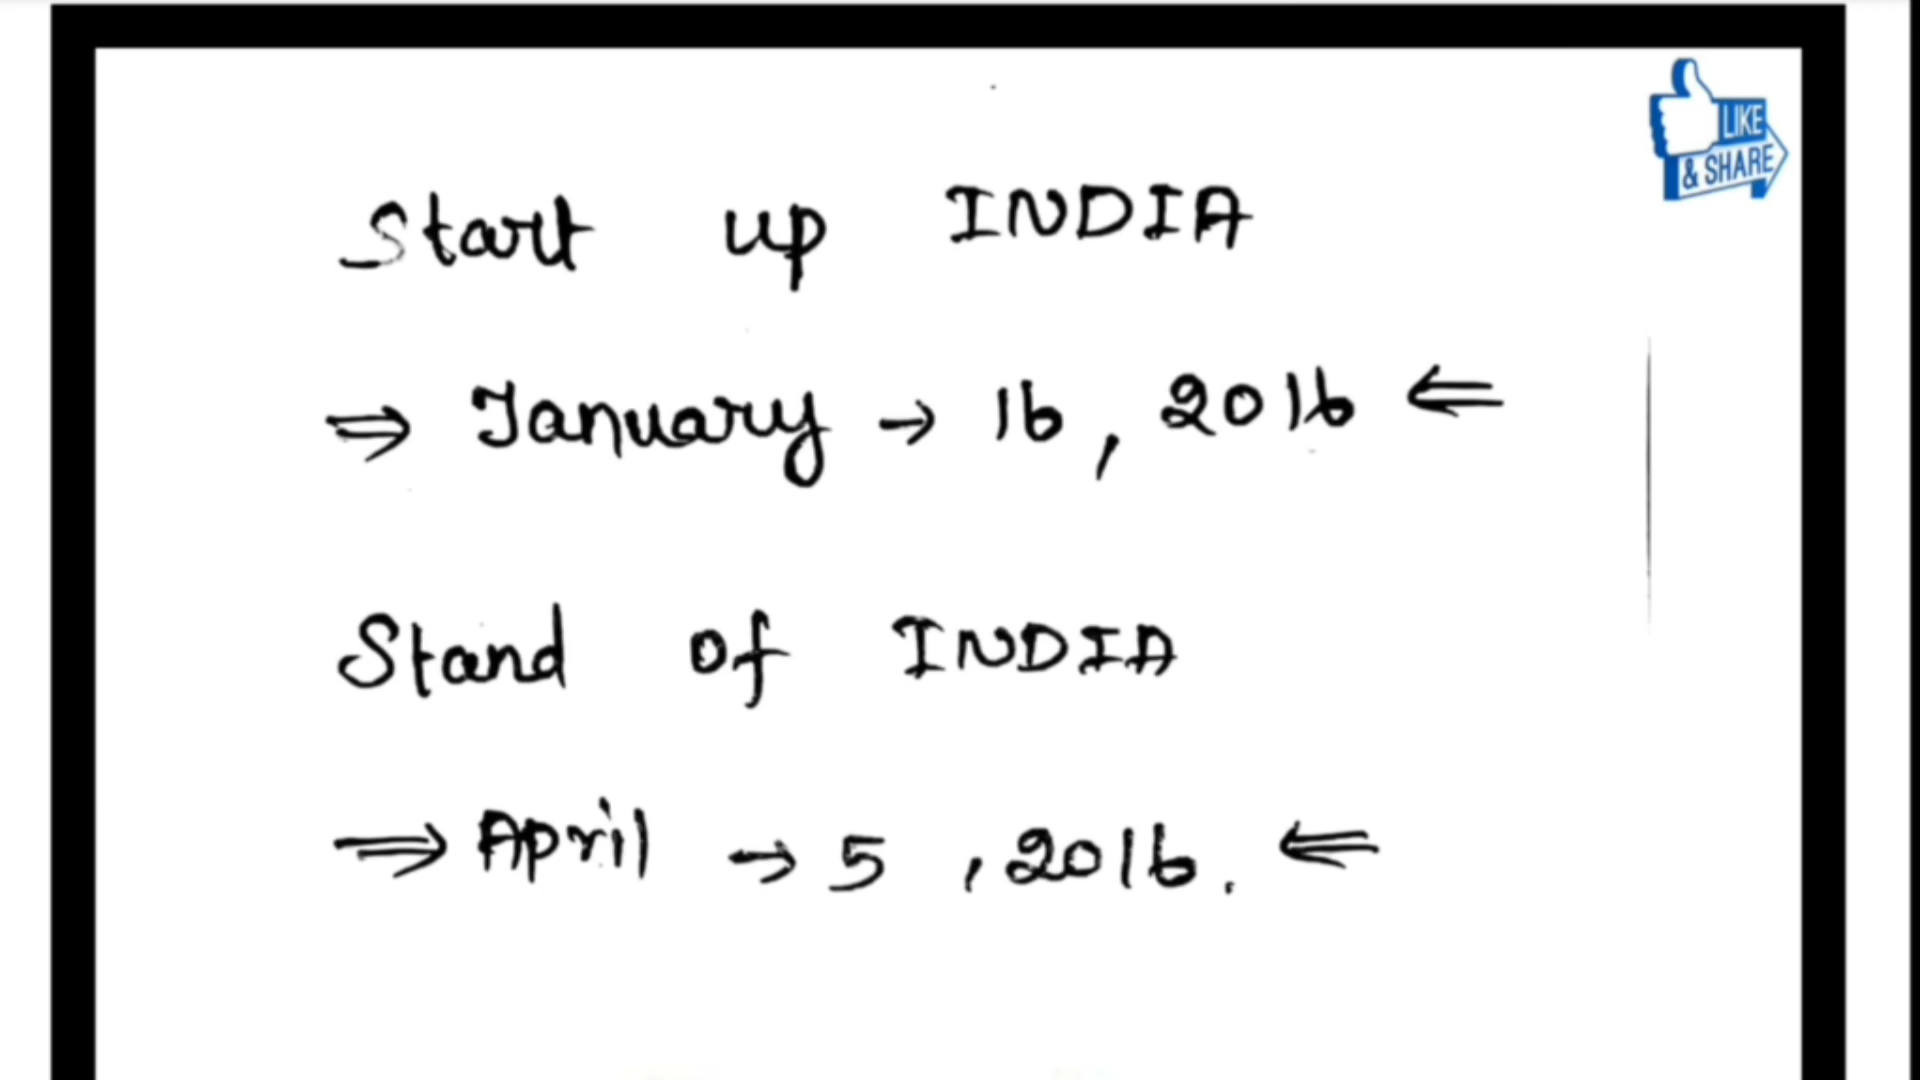 LIKE
& SHARE
Start up INDIA
⇒ January → 16, 2016 ⇐
Stand of INDIA
⇒ April → 5, 2016. ⇐